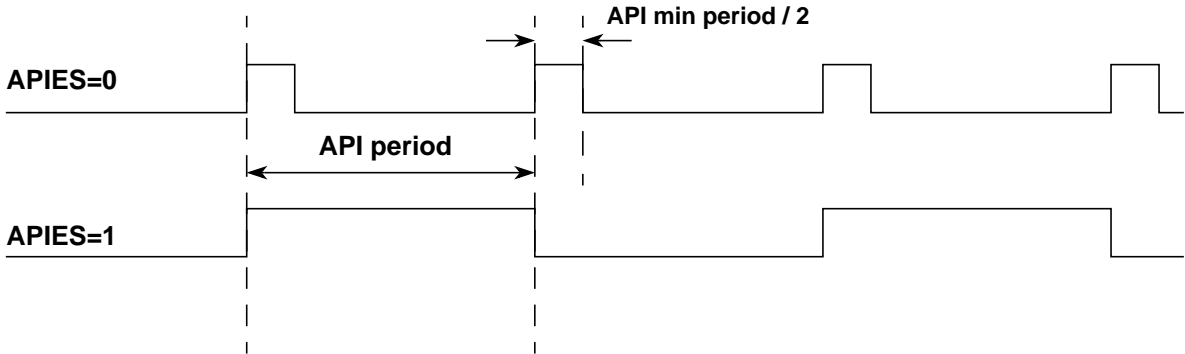 API min period / 2
APIES=0
API period
APIES=1